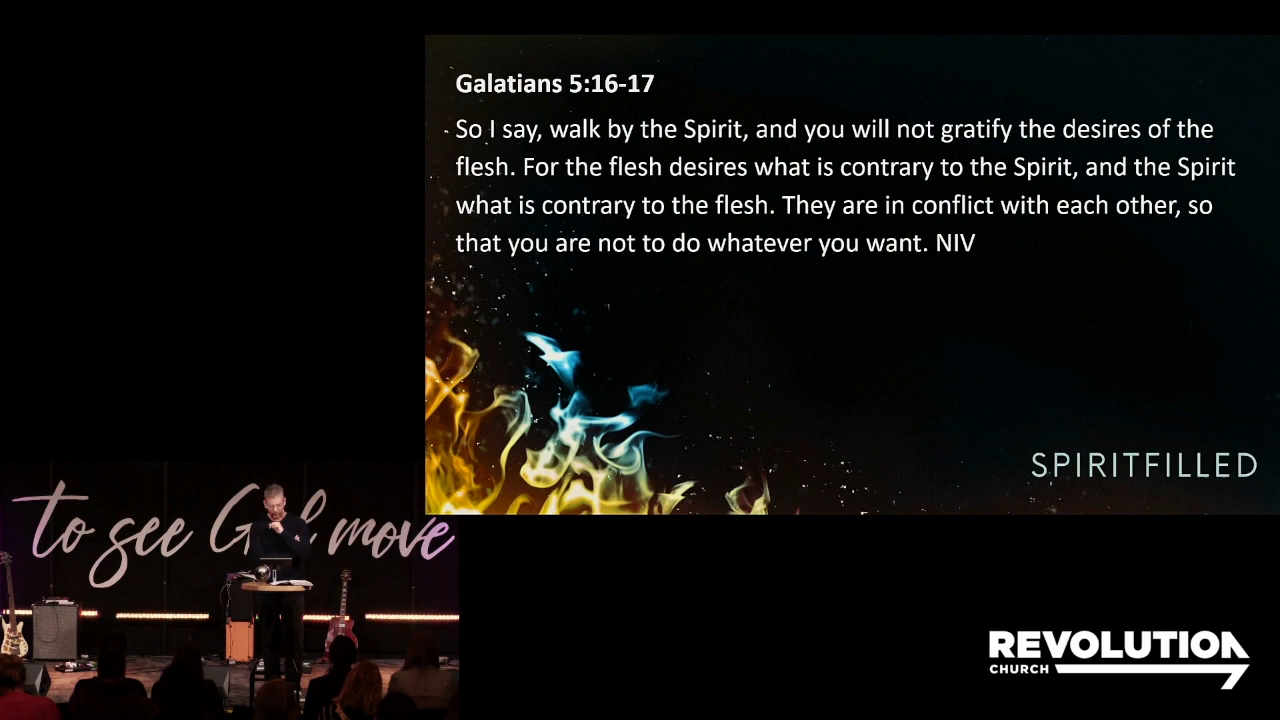 Galatians 5:16-17
So I say, walk by the Spirit, and you will not gratify the desires of the
flesh. For the flesh desires what is contrary to the Spirit, and the Spirit
what is contrary to the flesh. They are in conflict with each other, so
that you are not to do whatever you want. NIV
SPIRITFILLED
to see God move
REVOLUTION
CHURCH